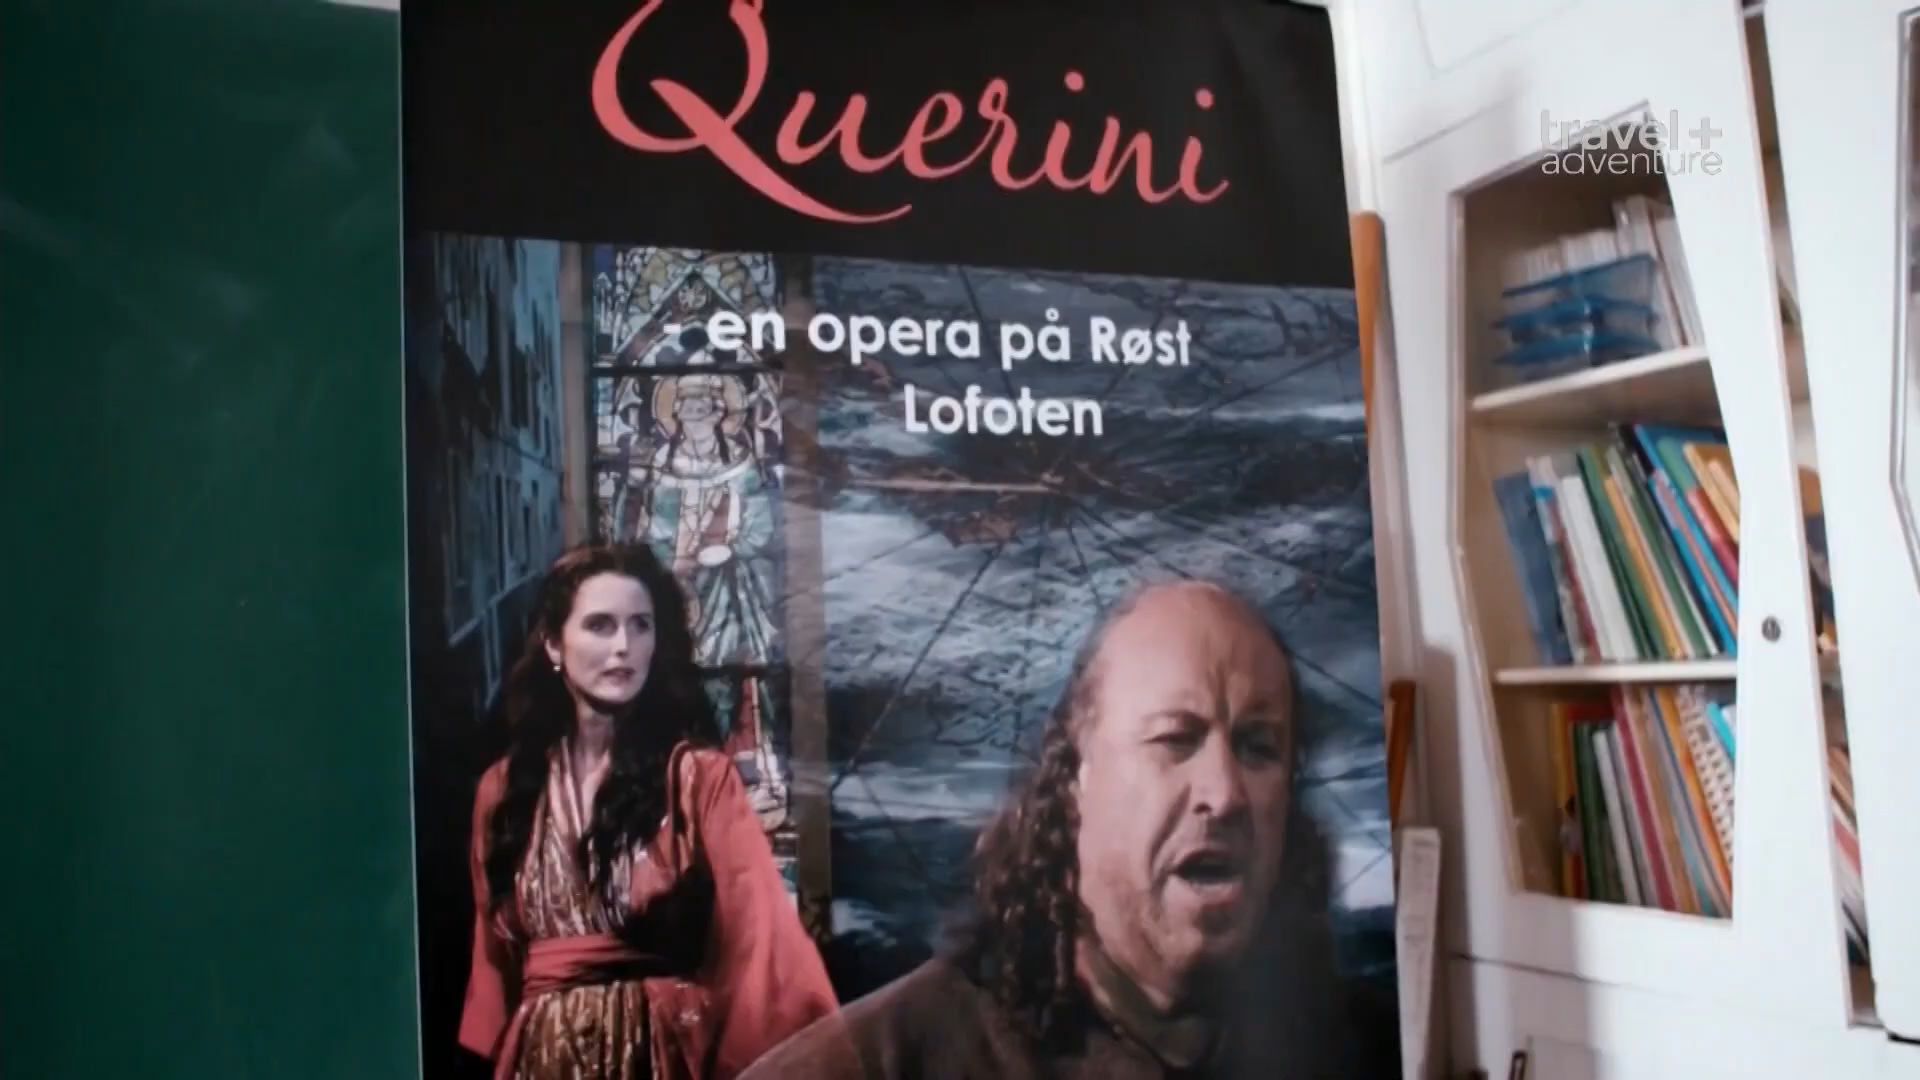 Querini
travel+
adventure
- en opera på Røst
Lofoten